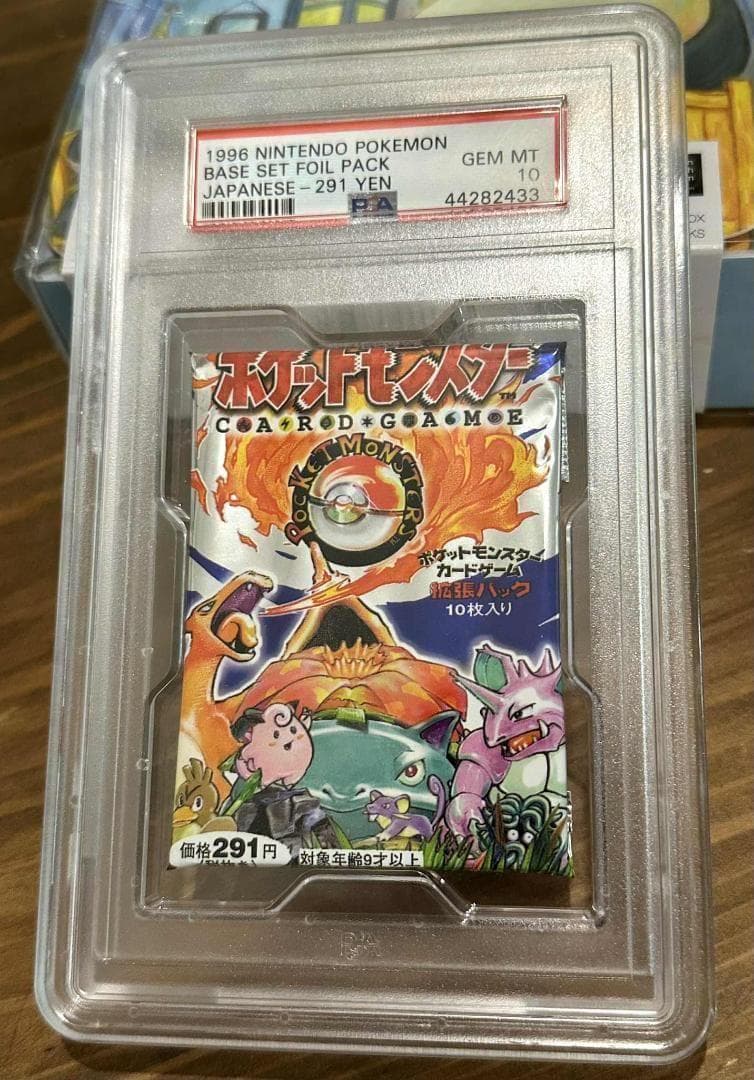 1996 NINTENDO POKEMON
BASE SET FOIL PACK
JAPANESE - 291 YEN
GEM MT
10
44282433
PSA
ポケットモンスター
TM
CARD*GAME
POCKET MONSTERS
ポケットモンスター
カードゲーム
拡張パック
10枚入り
価格291円
対象年齢9才以上
PSA